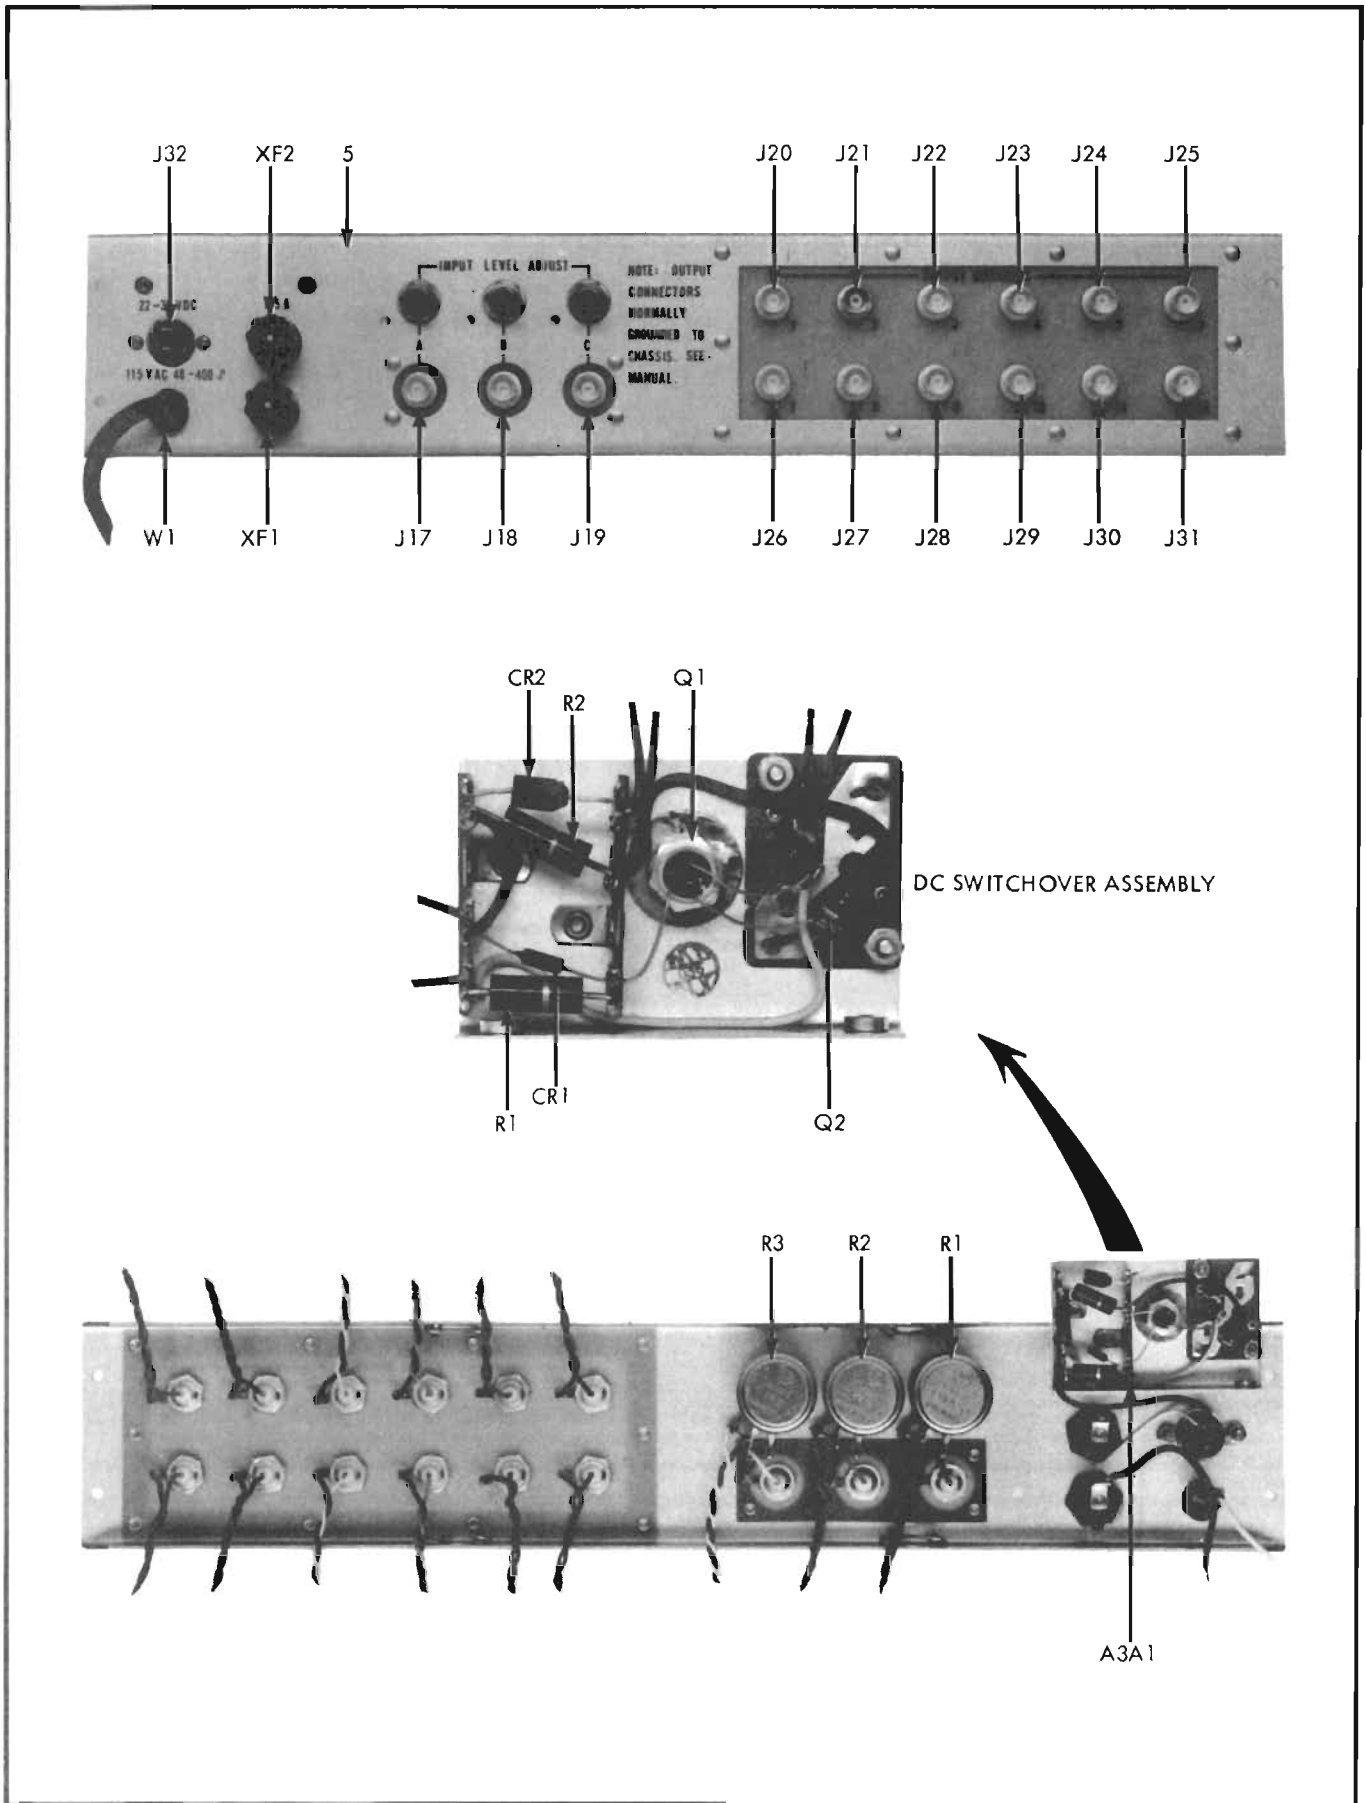 J32 XF2 5 J20 J21 J22 J23 J24 J25
INPUT LEVEL ADJUST
NOTE: OUTPUT
CONNECTORS
NORMALLY
GROUNDED TO
CHASSIS. SEE
MANUAL.
A B C
115 VAC 48-400
W1 XF1 J17 J18 J19 J26 J27 J28 J29 J30 J31
CR2 R2 Q1
DC SWITCHOVER ASSEMBLY
R1 CR1 Q2
R3 R2 R1
A3A1